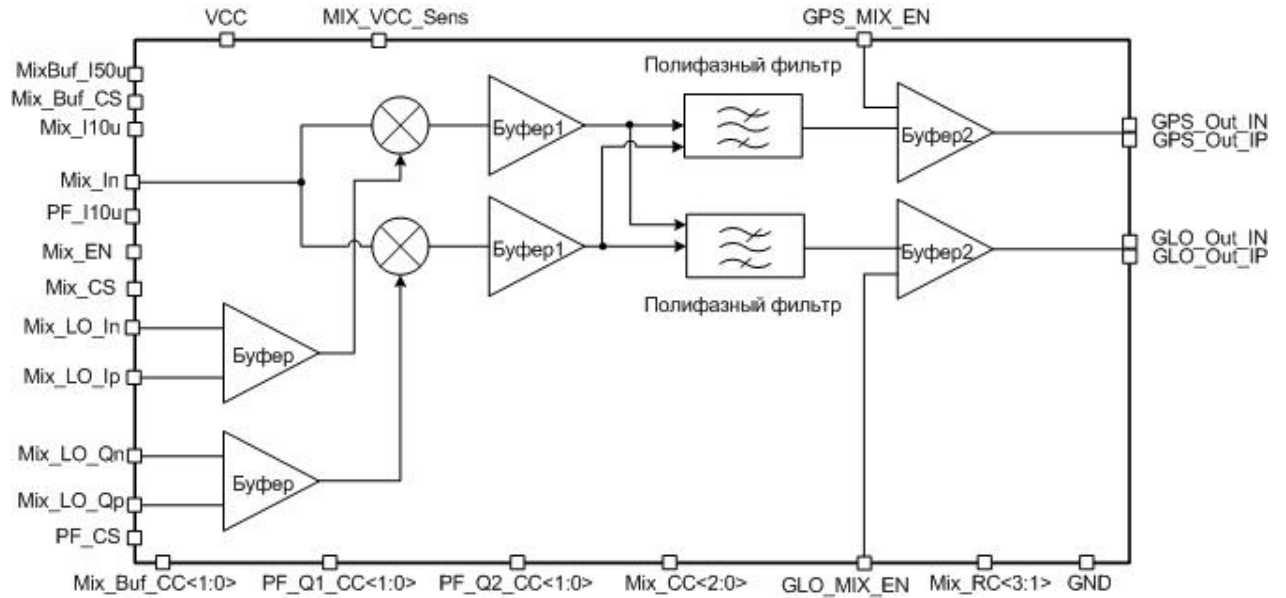 VCC
MIX_VCC_Sens
GPS_MIX_EN
MixBuf_I50u
Mix_Buf_CS
Mix_I10u
Mix_In
PF_I10u
Mix_EN
Mix_CS
Mix_LO_In
Mix_LO_Ip
Mix_LO_Qn
Mix_LO_Qp
PF_CS
Буфер
Буфер
Буфер1
Буфер1
Полифазный фильтр
Полифазный фильтр
Буфер2
Буфер2
GPS_Out_IN
GPS_Out_IP
GLO_Out_IN
GLO_Out_IP
Mix_Buf_CC<1:0>
PF_Q1_CC<1:0>
PF_Q2_CC<1:0>
Mix_CC<2:0>
GLO_MIX_EN
Mix_RC<3:1>
GND